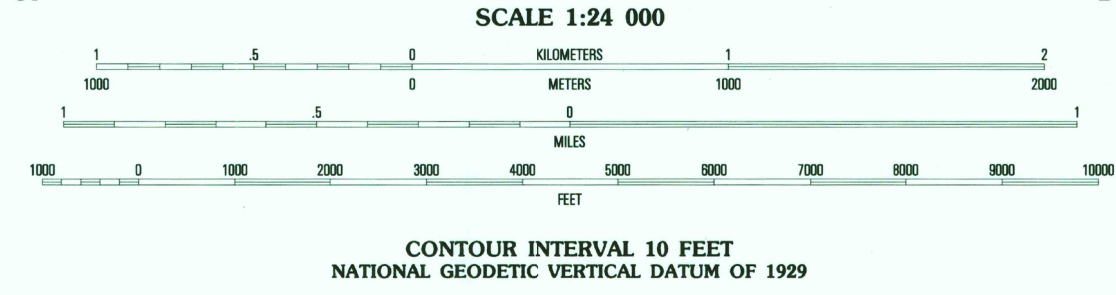 SCALE 1:24 000
1 .5 0 KILOMETERS 1 2
1000 0 METERS 1000 2000
1 .5 0 1
MILES
1000 0 1000 2000 3000 4000 5000 6000 7000 8000 9000 10000
FEET
CONTOUR INTERVAL 10 FEET
NATIONAL GEODETIC VERTICAL DATUM OF 1929